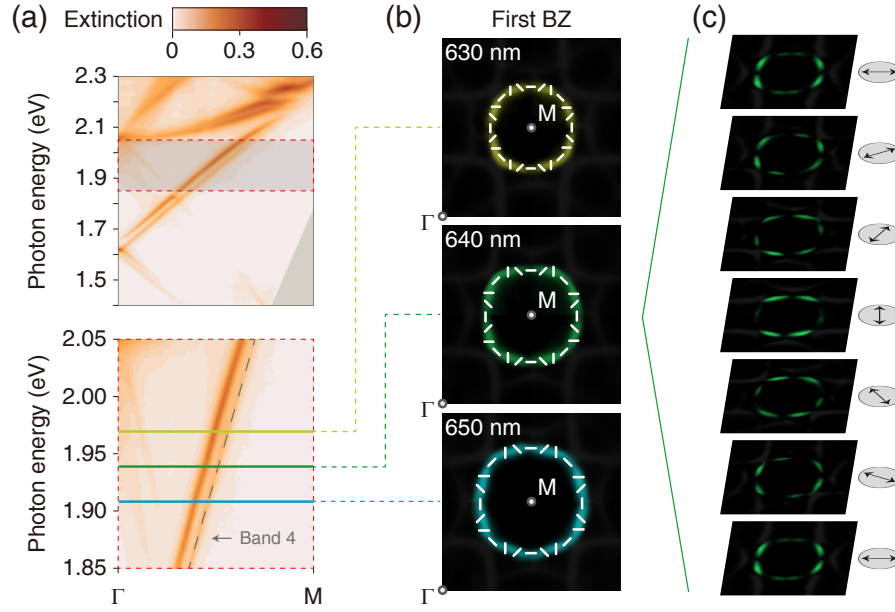 (a)
Extinction
0
0.3
0.6
Photon energy (eV)
2.3
2.1
1.9
1.7
1.5
Photon energy (eV)
2.05
2.00
1.95
1.90
1.85
← Band 4
Γ
M
(b)
First BZ
630 nm
M
Γ
640 nm
M
Γ
650 nm
M
Γ
(c)